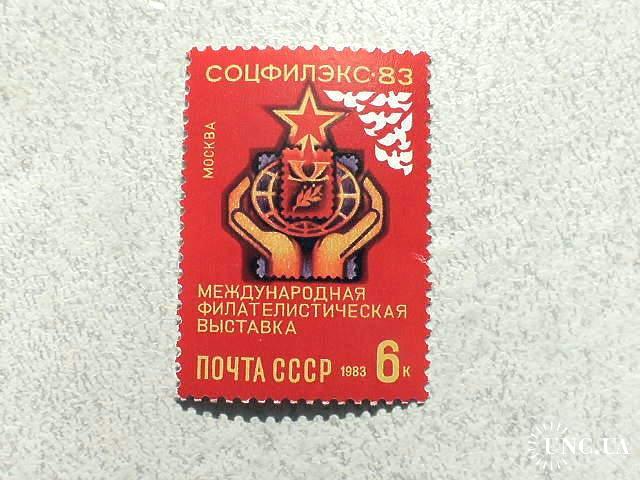 СОЦФИЛЭКС·83
МОСКВА
МЕЖДУНАРОДНАЯ
ФИЛАТЕЛИСТИЧЕСКАЯ
ВЫСТАВКА
ПОЧТА СССР 1983 6к
UNC.UA